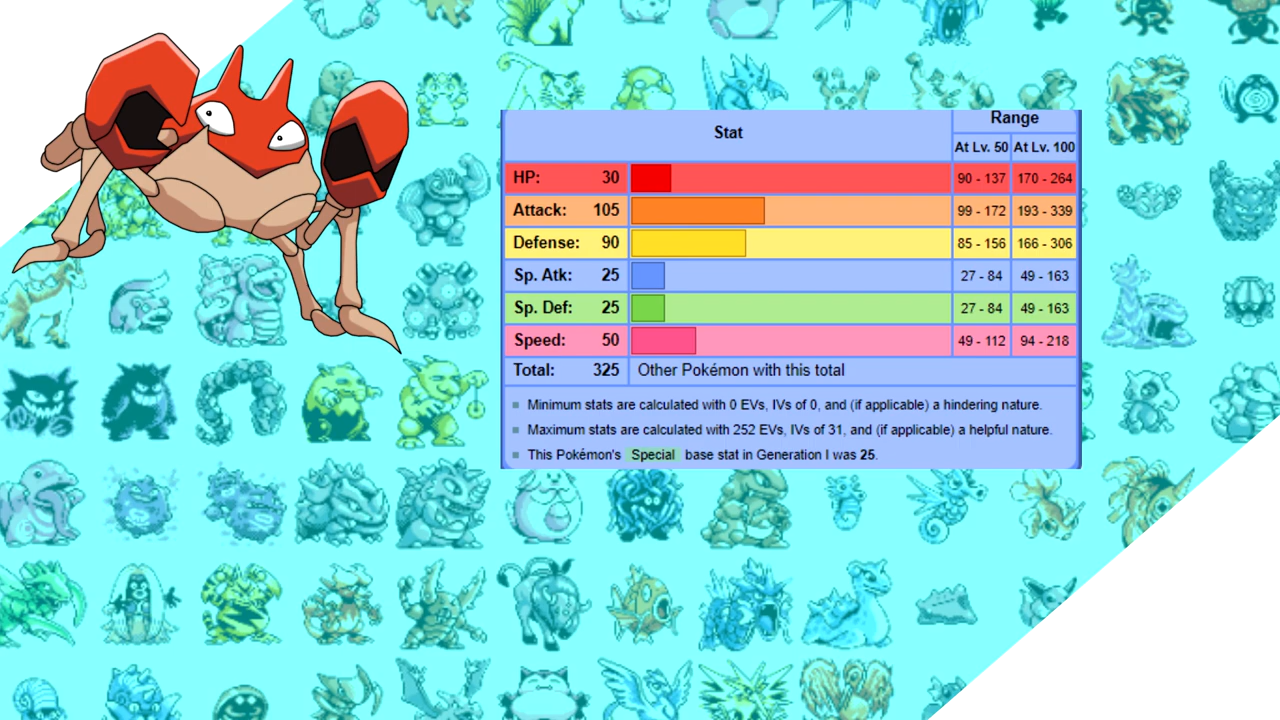 Stat Range
At Lv. 50 At Lv. 100
HP: 30 90 - 137 170 - 264
Attack: 105 99 - 172 193 - 339
Defense: 90 85 - 156 166 - 306
Sp. Atk: 25 27 - 84 49 - 163
Sp. Def: 25 27 - 84 49 - 163
Speed: 50 49 - 112 94 - 218
Total: 325 Other Pokémon with this total
Minimum stats are calculated with 0 EVs, IVs of 0, and (if applicable) a hindering nature.
Maximum stats are calculated with 252 EVs, IVs of 31, and (if applicable) a helpful nature.
This Pokémon's Special base stat in Generation I was 25.